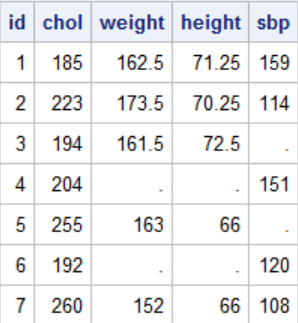 id chol weight height sbp
1 185 162.5 71.25 159
2 223 173.5 70.25 114
3 194 161.5 72.5 .
4 204 . . 151
5 255 163 66 .
6 192 . . 120
7 260 152 66 108